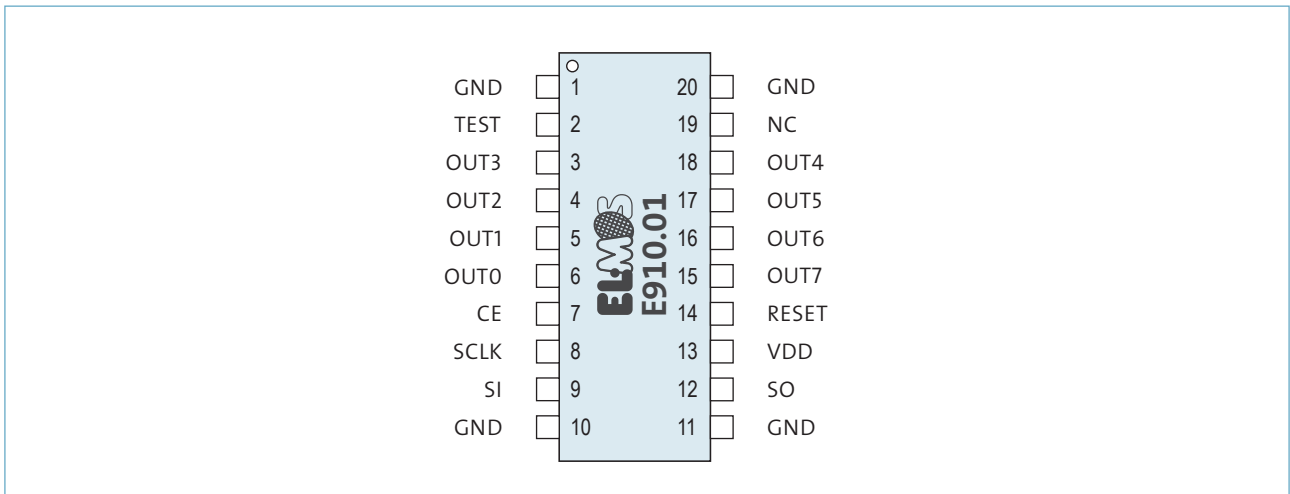 GND 1 20 GND
TEST 2 19 NC
OUT3 3 18 OUT4
OUT2 4 17 OUT5
OUT1 5 16 OUT6
OUT0 6 15 OUT7
CE 7 14 RESET
SCLK 8 13 VDD
SI 9 12 SO
GND 10 11 GND
ELMOS
E910.01